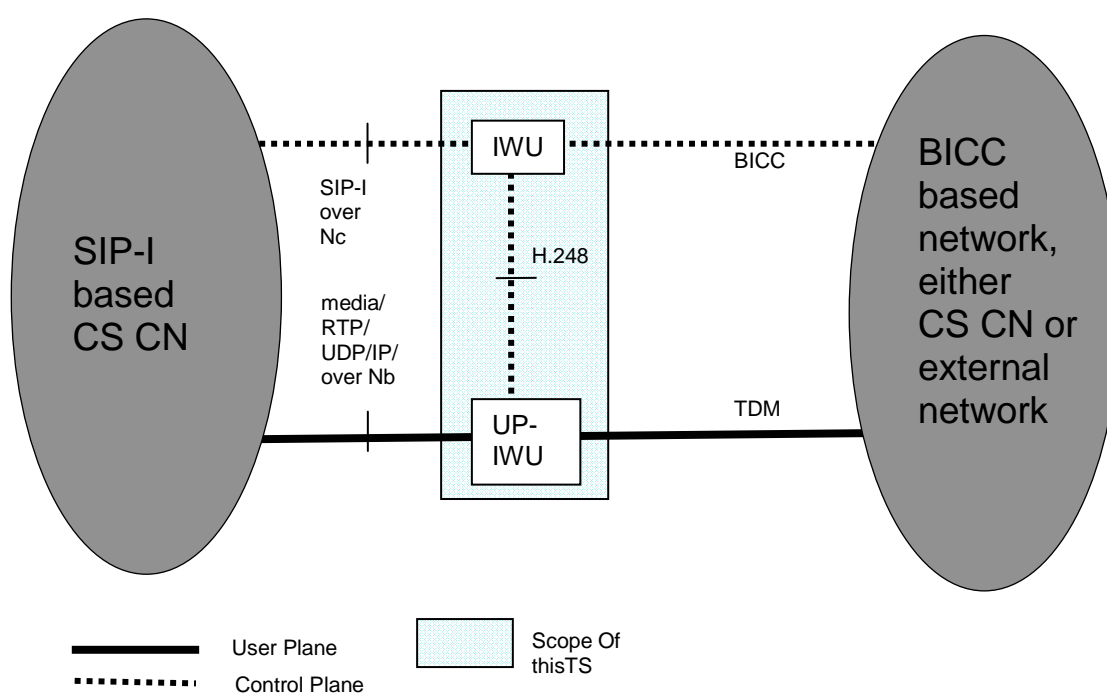 SIP-I
based
CS CN
SIP-I
over
Nc
media/
RTP/
UDP/IP/
over Nb
IWU
H.248
UP-
IWU
BICC
TDM
BICC
based
network,
either
CS CN or
external
network
User Plane
Control Plane
Scope Of
thisTS